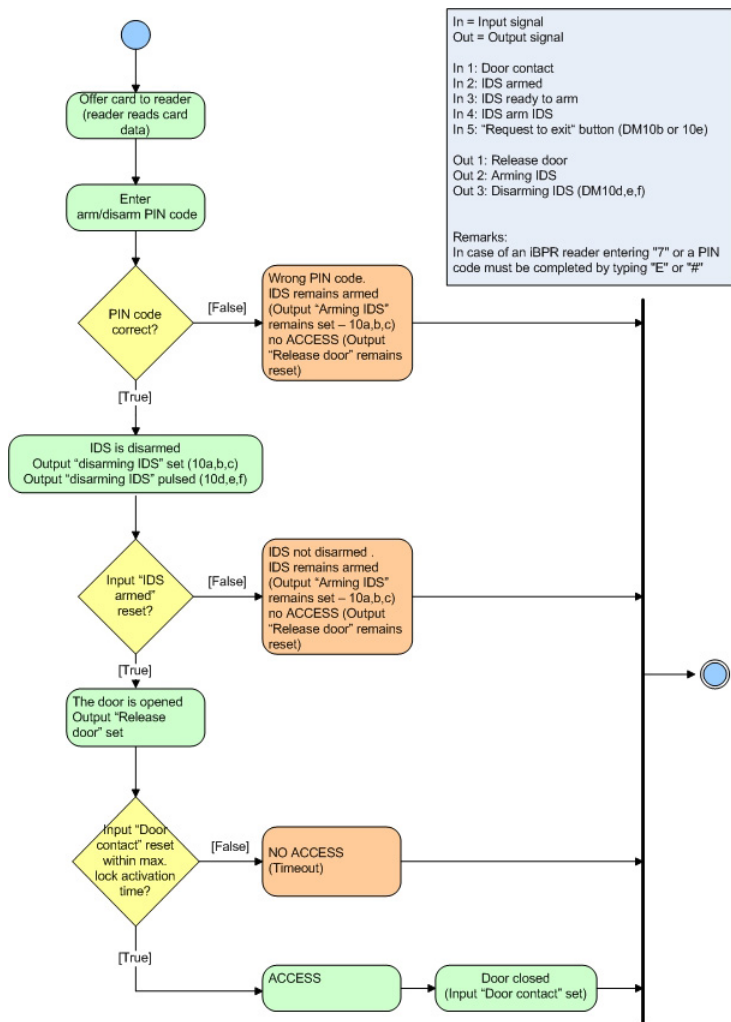 In = Input signal
Out = Output signal
In 1: Door contact
In 2: IDS armed
In 3: IDS ready to arm
In 4: IDS arm IDS
In 5: “Request to exit“ button (DM10b or 10e)
Out 1: Release door
Out 2: Arming IDS
Out 3: Disarming IDS (DM10d,e,f)
Remarks:
In case of an iBPR reader entering "7" or a PIN
code must be completed by typing "E" or "#"
Offer card to reader
(reader reads card
data)
Enter
arm/disarm PIN code
PIN code
correct?
[False]
Wrong PIN code.
IDS remains armed
(Output “Arming IDS”
remains set – 10a,b,c)
no ACCESS (Output
“Release door” remains
reset)
[True]
IDS is disarmed
Output “disarming IDS” set (10a,b,c)
Output “disarming IDS” pulsed (10d,e,f)
Input “IDS
armed”
reset?
[False]
IDS not disarmed .
IDS remains armed
(Output “Arming IDS”
remains set – 10a,b,c)
no ACCESS (Output
“Release door” remains
reset)
[True]
The door is opened
Output “Release
door” set
Input “Door
contact” reset
within max.
lock activation
time?
[False]
NO ACCESS
(Timeout)
[True]
ACCESS
Door closed
(Input “Door contact” set)